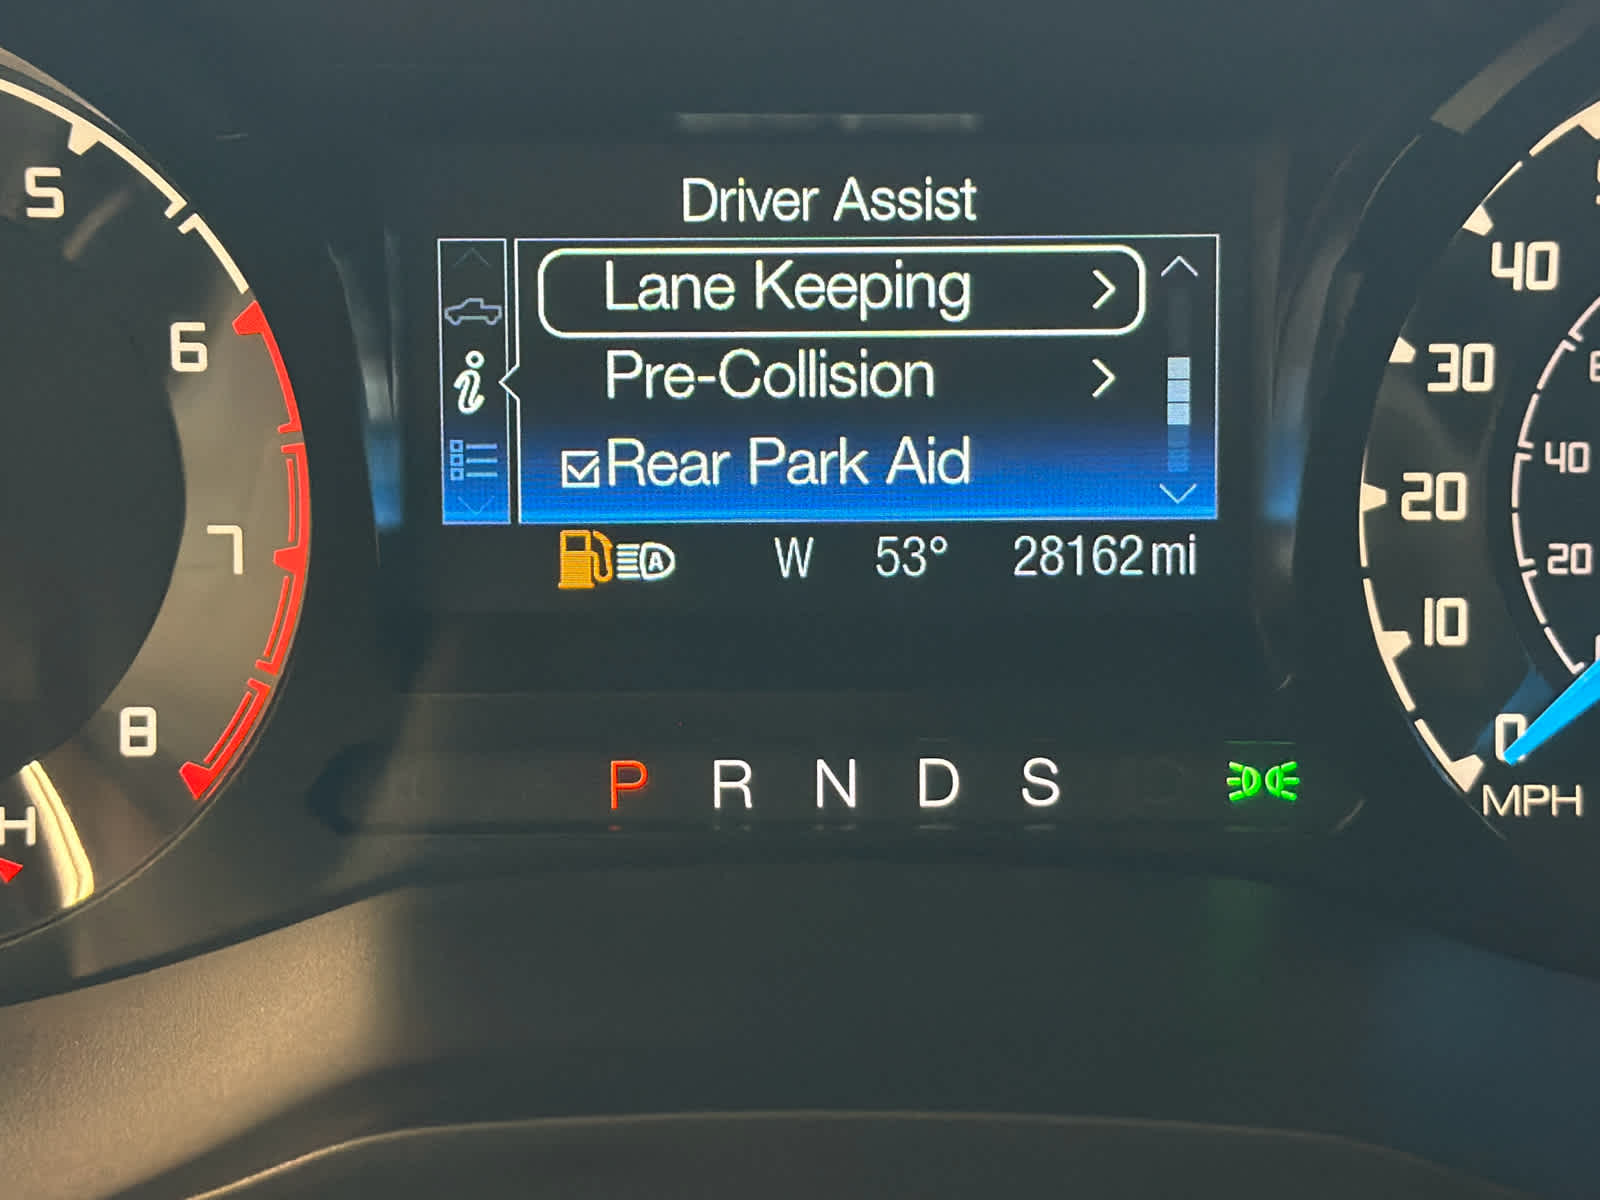 Driver Assist
Lane Keeping
Pre-Collision
Rear Park Aid
A W 53° 28162 mi
P R N D S
5
6
7
8
H
40
30
20
10
0
MPH
40
20